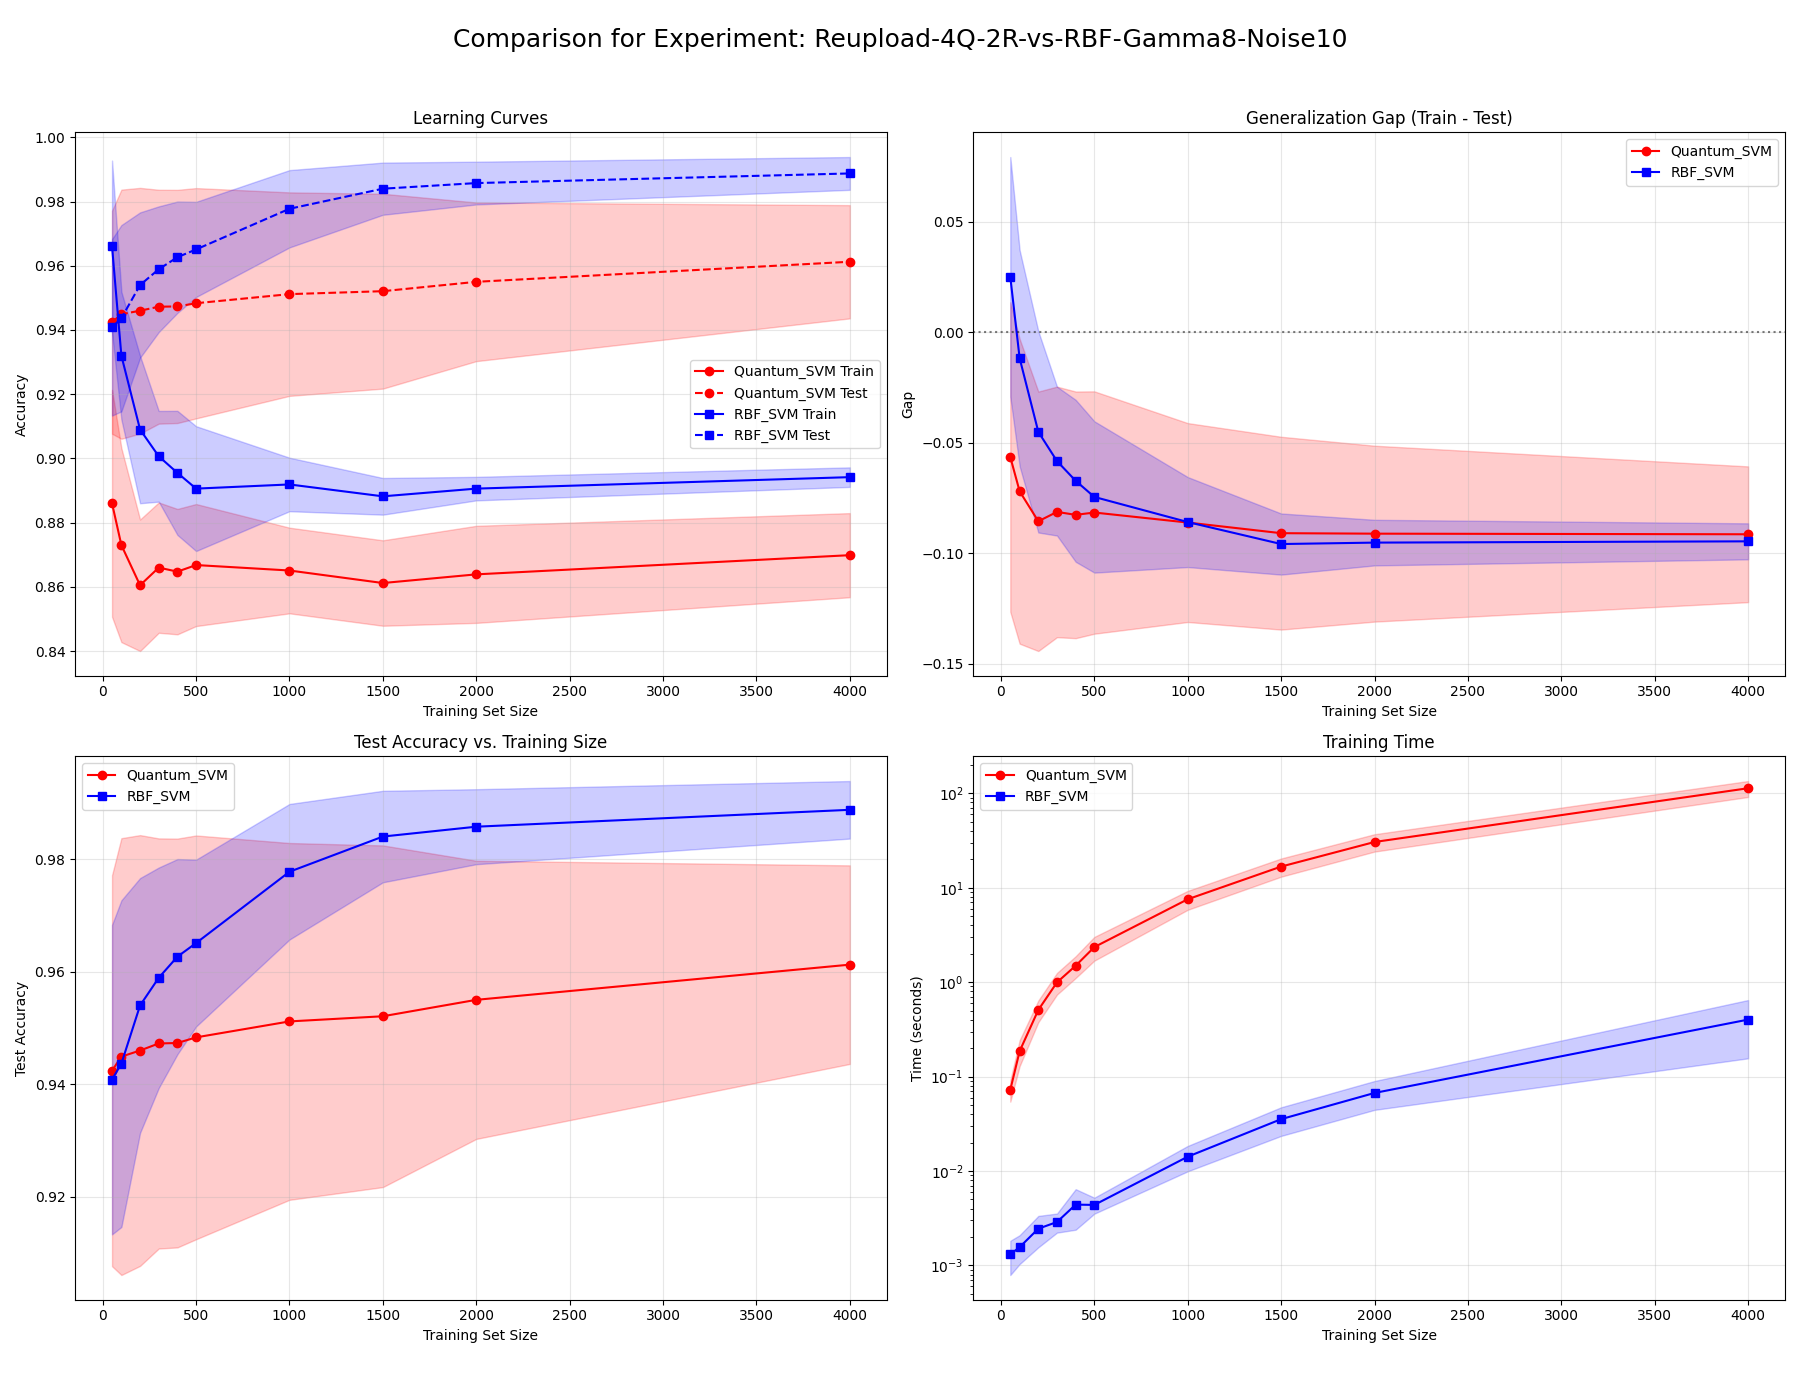 Comparison for Experiment: Reupload-4Q-2R-vs-RBF-Gamma8-Noise10
Learning Curves
1.00
0.98
0.96
0.94
0.92
0.90
0.88
0.86
0.84
Accuracy
Quantum_SVM Train
Quantum_SVM Test
RBF_SVM Train
RBF_SVM Test
0 500 1000 1500 2000 2500 3000 3500 4000
Training Set Size
Generalization Gap (Train - Test)
Quantum_SVM
RBF_SVM
0.05
0.00
−0.05
−0.10
−0.15
Gap
0 500 1000 1500 2000 2500 3000 3500 4000
Training Set Size
Test Accuracy vs. Training Size
Quantum_SVM
RBF_SVM
0.98
0.96
0.94
0.92
Test Accuracy
0 500 1000 1500 2000 2500 3000 3500 4000
Training Set Size
Training Time
Quantum_SVM
RBF_SVM
10²
10¹
10⁰
10⁻¹
10⁻²
10⁻³
Time (seconds)
0 500 1000 1500 2000 2500 3000 3500 4000
Training Set Size